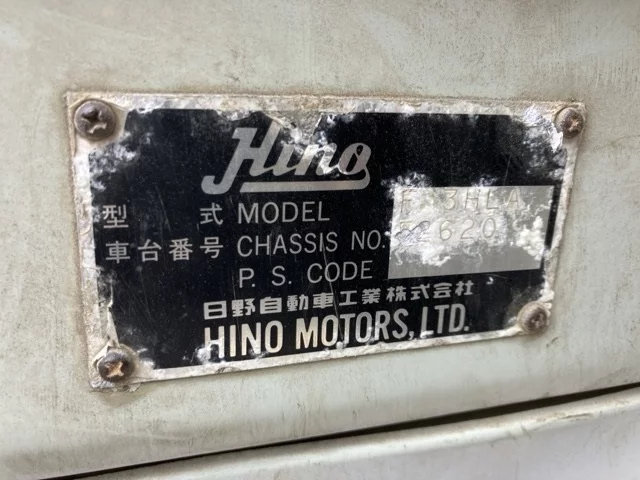 Hino
型 式 MODEL
車台番号 CHASSIS NO.
P. S. CODE
日野自動車工業株式会社
HINO MOTORS, LTD.